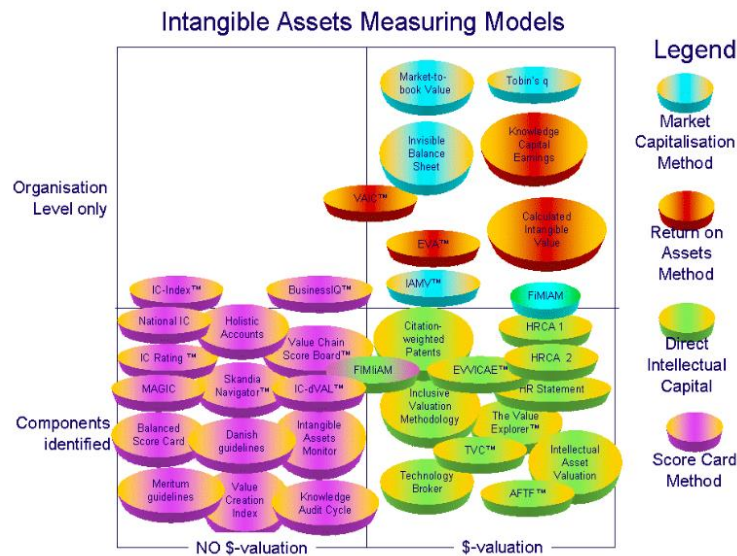 Intangible Assets Measuring Models
Legend
Market
Capitalisation
Method
Return on
Assets
Method
Direct
Intellectual
Capital
Score Card
Method
Organisation
Level only
Components
identified
NO $-valuation
$-valuation
Market-to-
book Value
Tobin's q
Invisible
Balance
Sheet
Knowledge
Capital
Earnings
VAIC™
Calculated
Intangible
Value
EVA™
IAMV™
FiMIAM
IC-Index™
BusinessIQ™
National IC
Holistic
Accounts
Value Chain
Score Board™
IC Rating ™
MAGIC
Skandia
Navigator™
IC-dVAL™
Balanced
Score Card
Danish
guidelines
Intangible
Assets
Monitor
Meritum
guidelines
Value
Creation
Index
Knowledge
Audit Cycle
Citation-
weighted
Patents
HRCA 1
FIMIiAM
EVVICAE™
HRCA 2
HR Statement
Inclusive
Valuation
Methodology
The Value
Explorer™
TVC™
Intellectual
Asset
Valuation
Technology
Broker
AFTF™